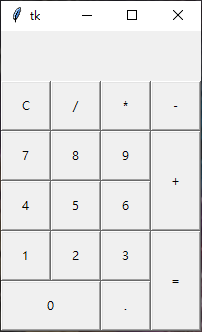 tk
C / * -
7 8 9
+
4 5 6
1 2 3
=
0 .